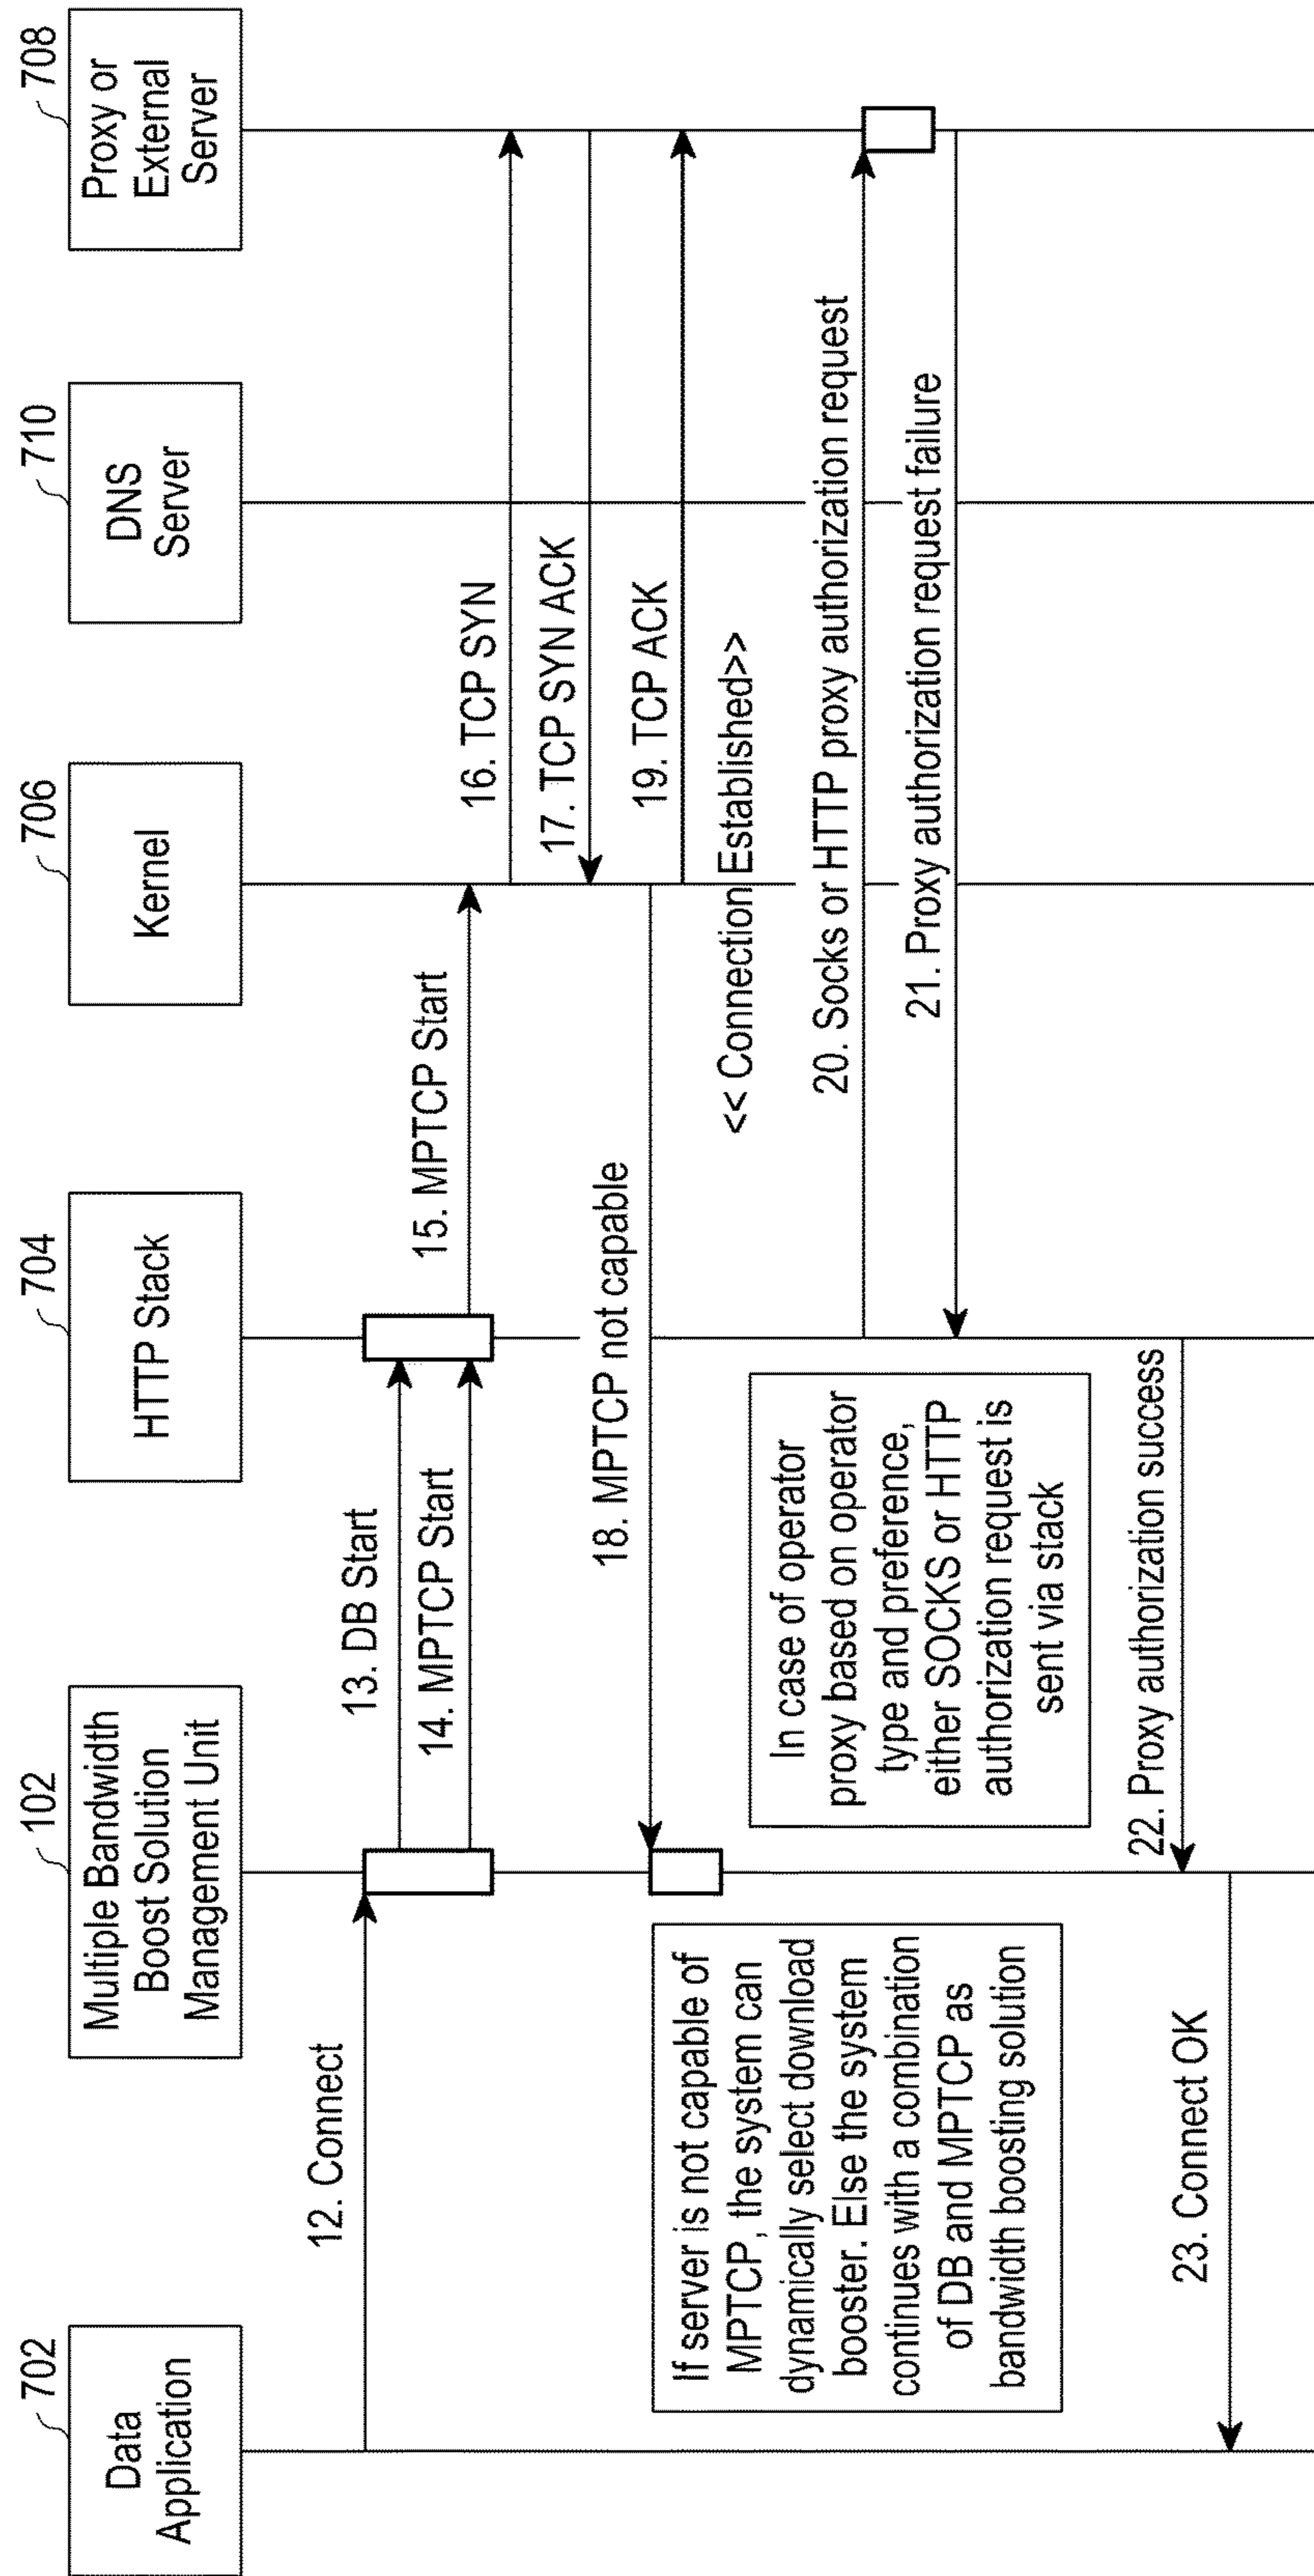 702
102
704
706
710
708
Data
Application
Multiple Bandwidth
Boost Solution
Management Unit
HTTP Stack
Kernel
DNS
Server
Proxy or
External
Server
12. Connect
13. DB Start
14. MPTCP Start
15. MPTCP Start
16. TCP SYN
17. TCP SYN ACK
18. MPTCP not capable
19. TCP ACK
<< Connection Established>>
If server is not capable of
MPTCP, the system can
dynamically select download
booster. Else the system
continues with a combination
of DB and MPTCP as
bandwidth boosting solution
20. Socks or HTTP proxy authorization request
21. Proxy authorization request failure
In case of operator
proxy based on operator
type and preference,
either SOCKS or HTTP
authorization request is
sent via stack
22. Proxy authorization success
23. Connect OK